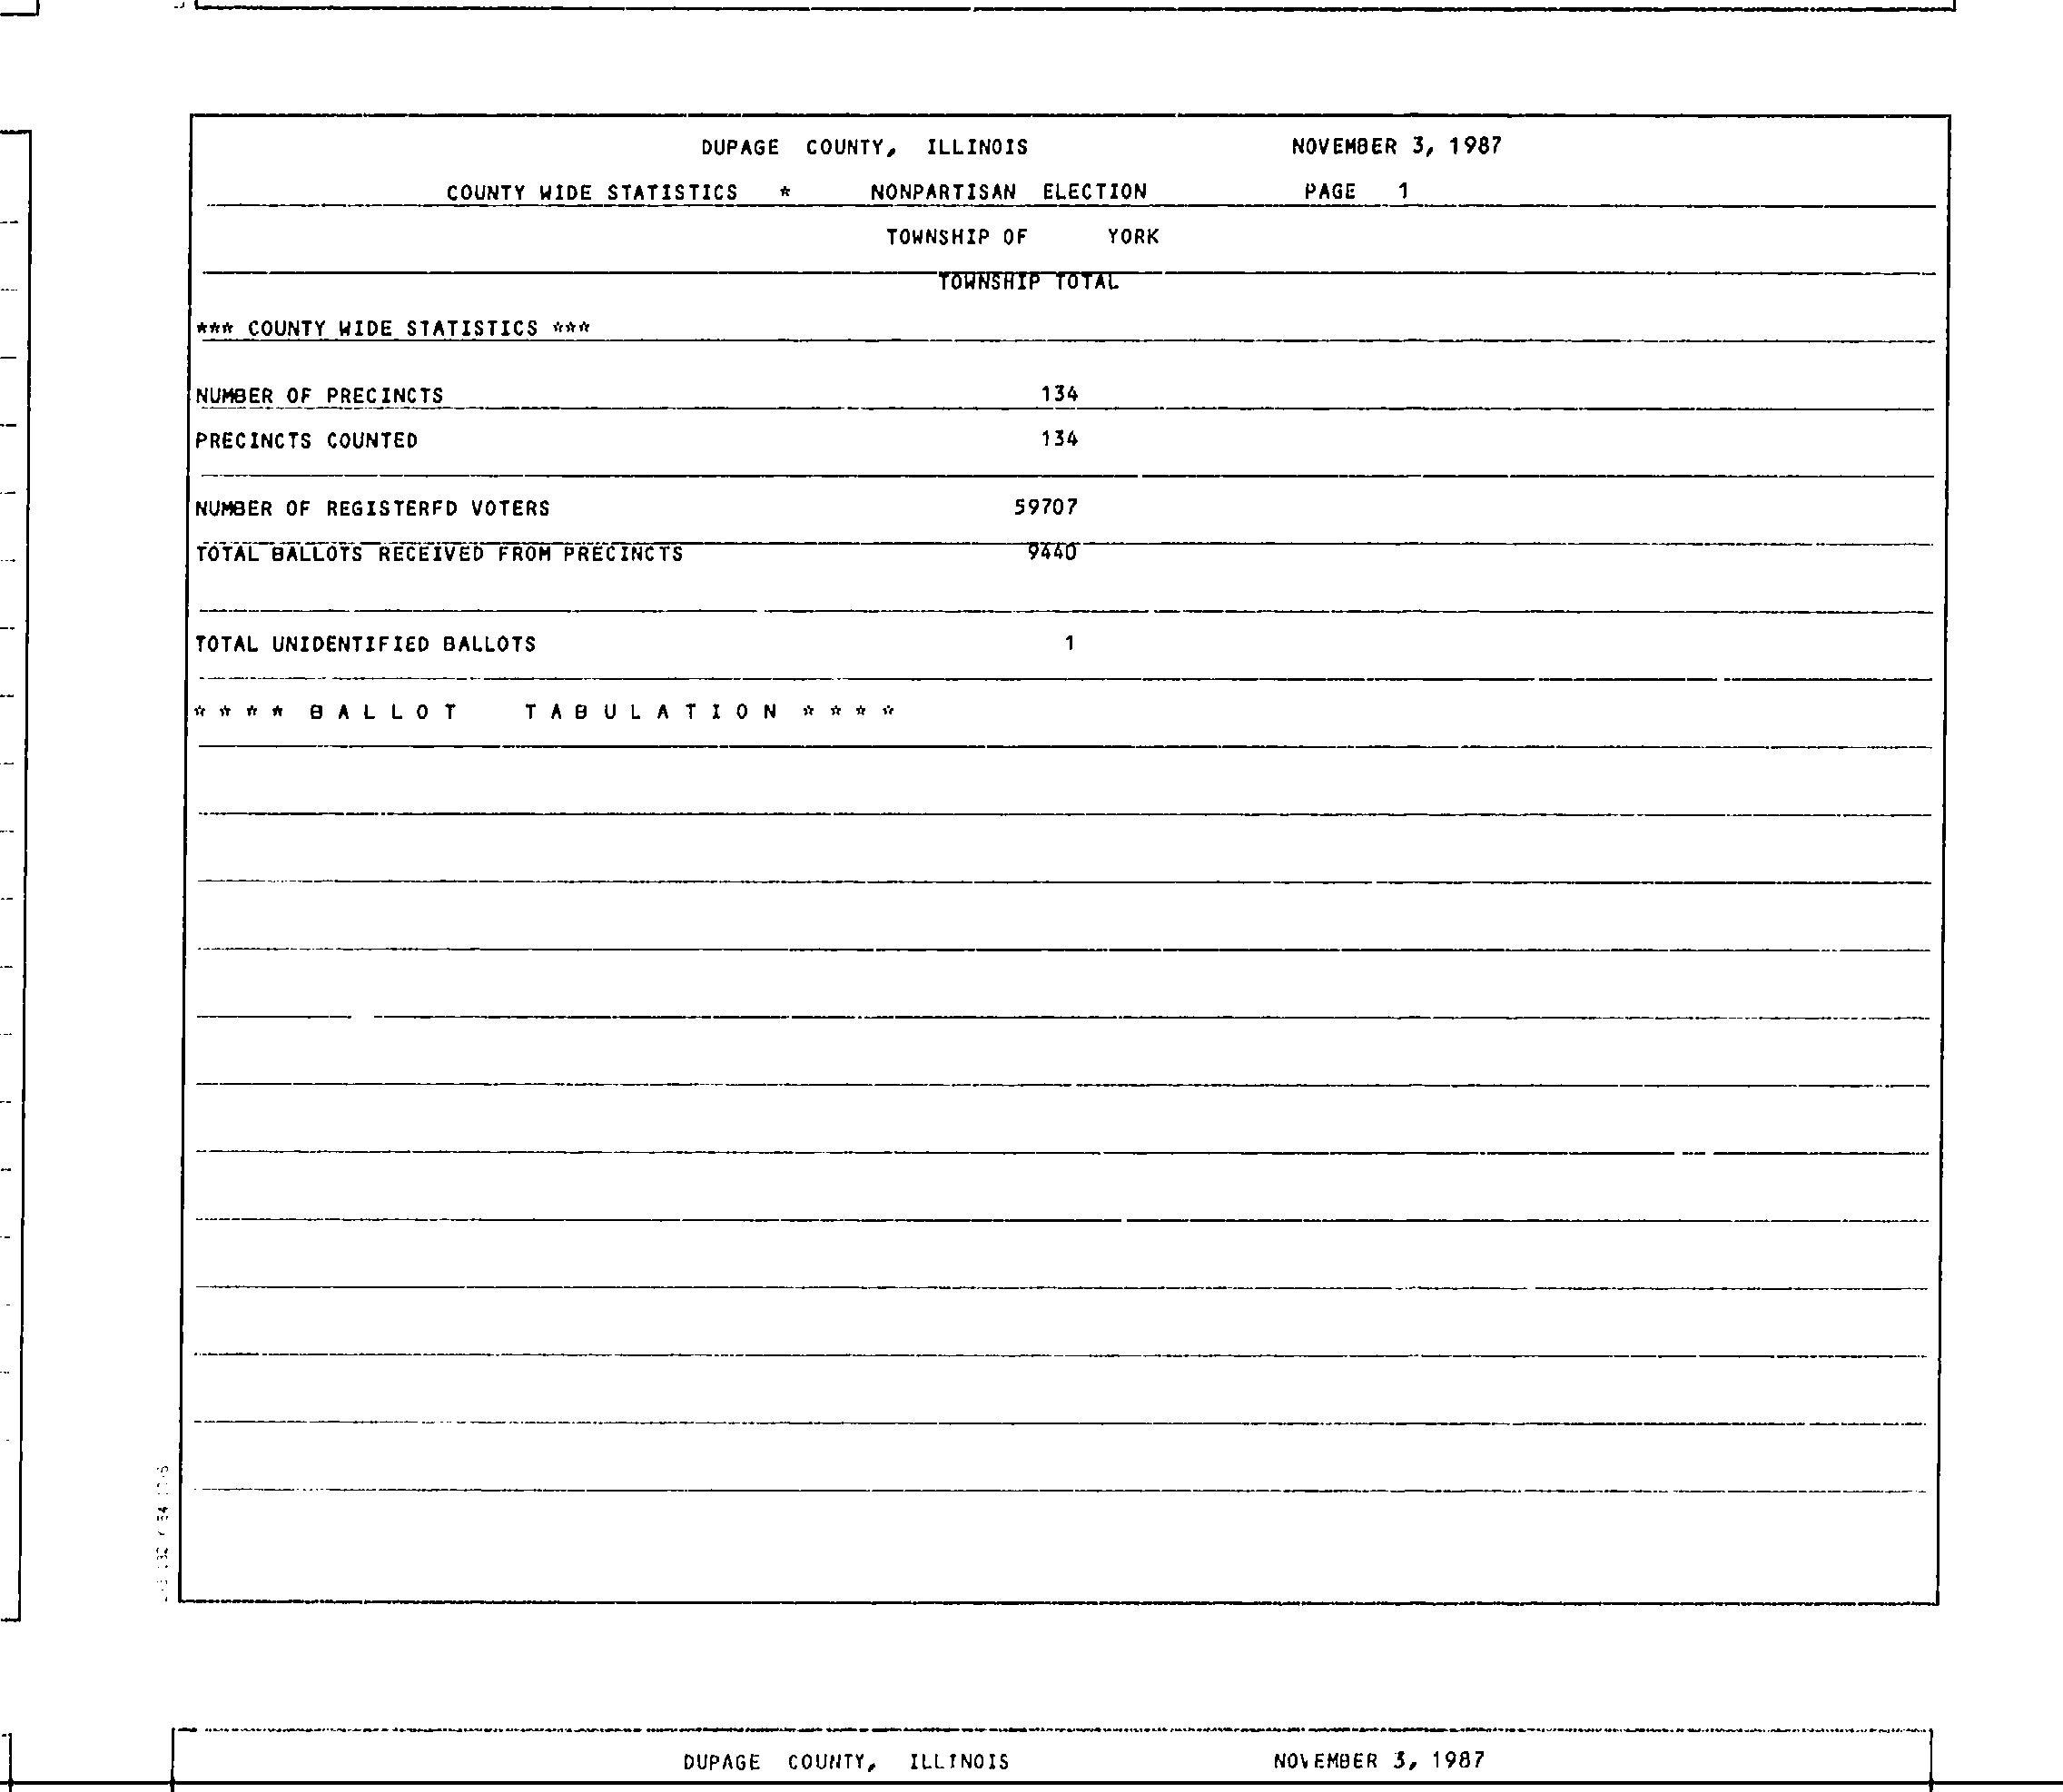 DUPAGE COUNTY, ILLINOIS NOVEMBER 3, 1987
COUNTY WIDE STATISTICS * NONPARTISAN ELECTION PAGE 1
TOWNSHIP OF YORK
TOWNSHIP TOTAL
*** COUNTY WIDE STATISTICS ***
NUMBER OF PRECINCTS 134
PRECINCTS COUNTED 134
NUMBER OF REGISTERFD VOTERS 59707
TOTAL BALLOTS RECEIVED FROM PRECINCTS 9440
TOTAL UNIDENTIFIED BALLOTS 1
* * * * B A L L O T T A B U L A T I O N * * * *
DUPAGE COUNTY, ILLINOIS NOVEMBER 3, 1987